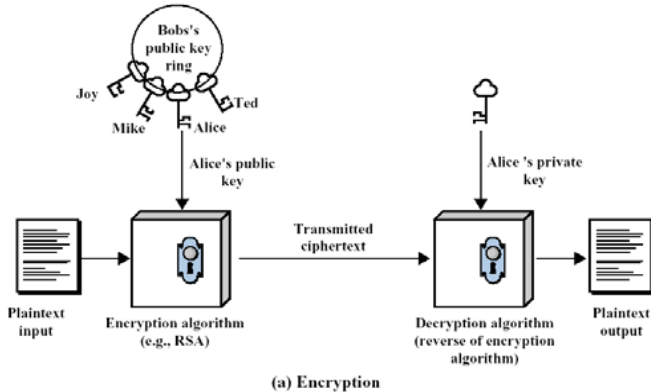 Bobs's
public key
ring
Joy
Mike
Alice
Ted
Alice's public
key
Alice 's private
key
Transmitted
ciphertext
Plaintext
input
Encryption algorithm
(e.g., RSA)
Decryption algorithm
(reverse of encryption
algorithm)
Plaintext
output
(a) Encryption